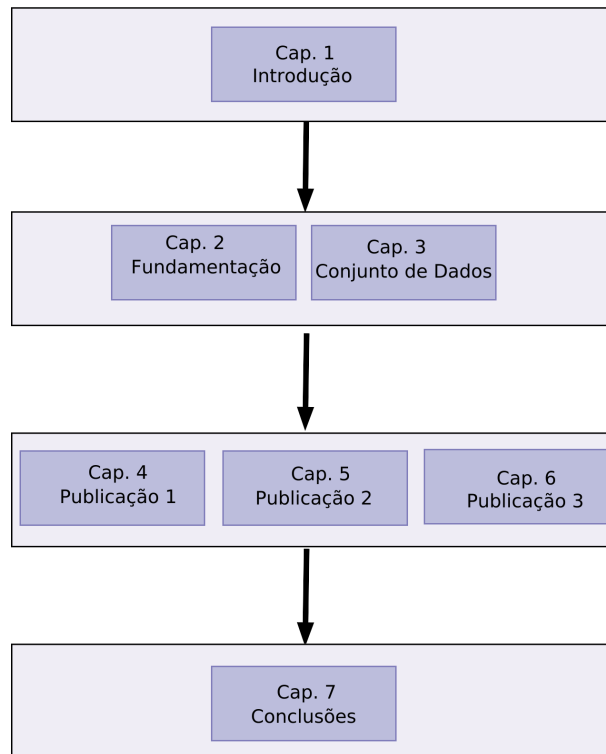 Cap. 1
Introdução
Cap. 2
Fundamentação
Cap. 3
Conjunto de Dados
Cap. 4
Publicação 1
Cap. 5
Publicação 2
Cap. 6
Publicação 3
Cap. 7
Conclusões